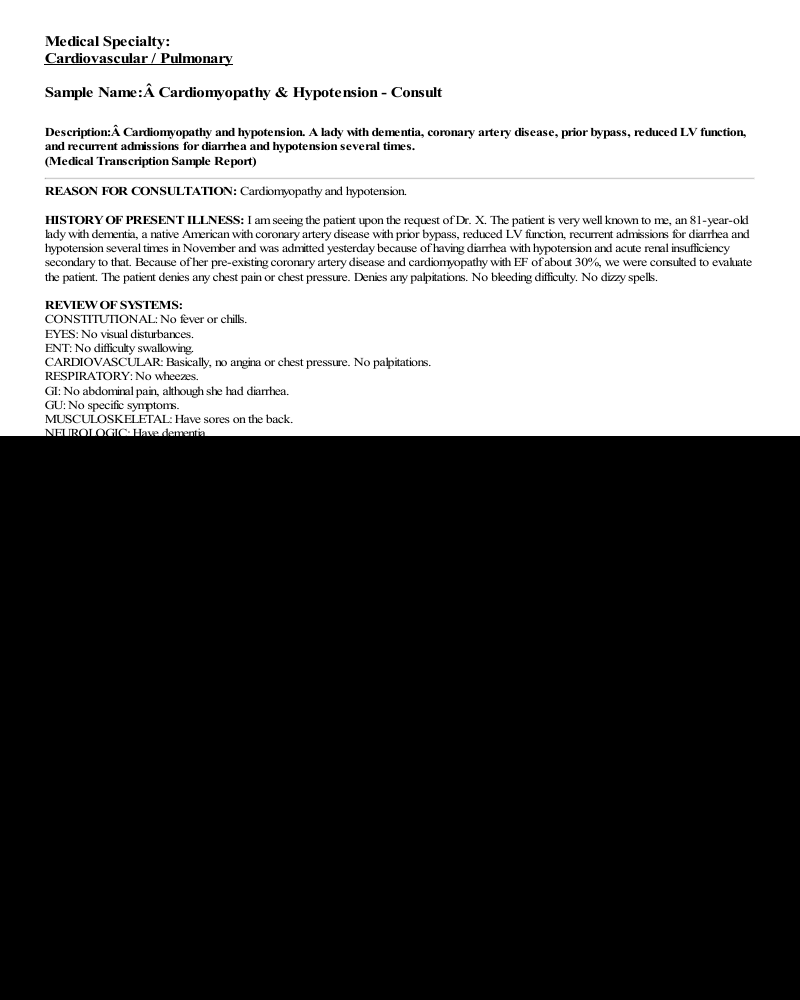 Medical Specialty:
Cardiovascular / Pulmonary
Sample Name:Â Cardiomyopathy & Hypotension - Consult
Description:Â Cardiomyopathy and hypotension. A lady with dementia, coronary artery disease, prior bypass, reduced LV function,
and recurrent admissions for diarrhea and hypotension several times.
(Medical Transcription Sample Report)
REASON FOR CONSULTATION: Cardiomyopathy and hypotension.
HISTORY OF PRESENT ILLNESS: I am seeing the patient upon the request of Dr. X. The patient is very well known to me, an 81-year-old
lady with dementia, a native American with coronary artery disease with prior bypass, reduced LV function, recurrent admissions for diarrhea and
hypotension several times in November and was admitted yesterday because of having diarrhea with hypotension and acute renal insufficiency
secondary to that. Because of her pre-existing coronary artery disease and cardiomyopathy with EF of about 30%, we were consulted to evaluate
the patient. The patient denies any chest pain or chest pressure. Denies any palpitations. No bleeding difficulty. No dizzy spells.
REVIEW OF SYSTEMS:
CONSTITUTIONAL: No fever or chills.
EYES: No visual disturbances.
ENT: No difficulty swallowing.
CARDIOVASCULAR: Basically, no angina or chest pressure. No palpitations.
RESPIRATORY: No wheezes.
GI: No abdominal pain, although she had diarrhea.
GU: No specific symptoms.
MUSCULOSKELETAL: Have sores on the back.
NEUROLOGIC: Have dementia